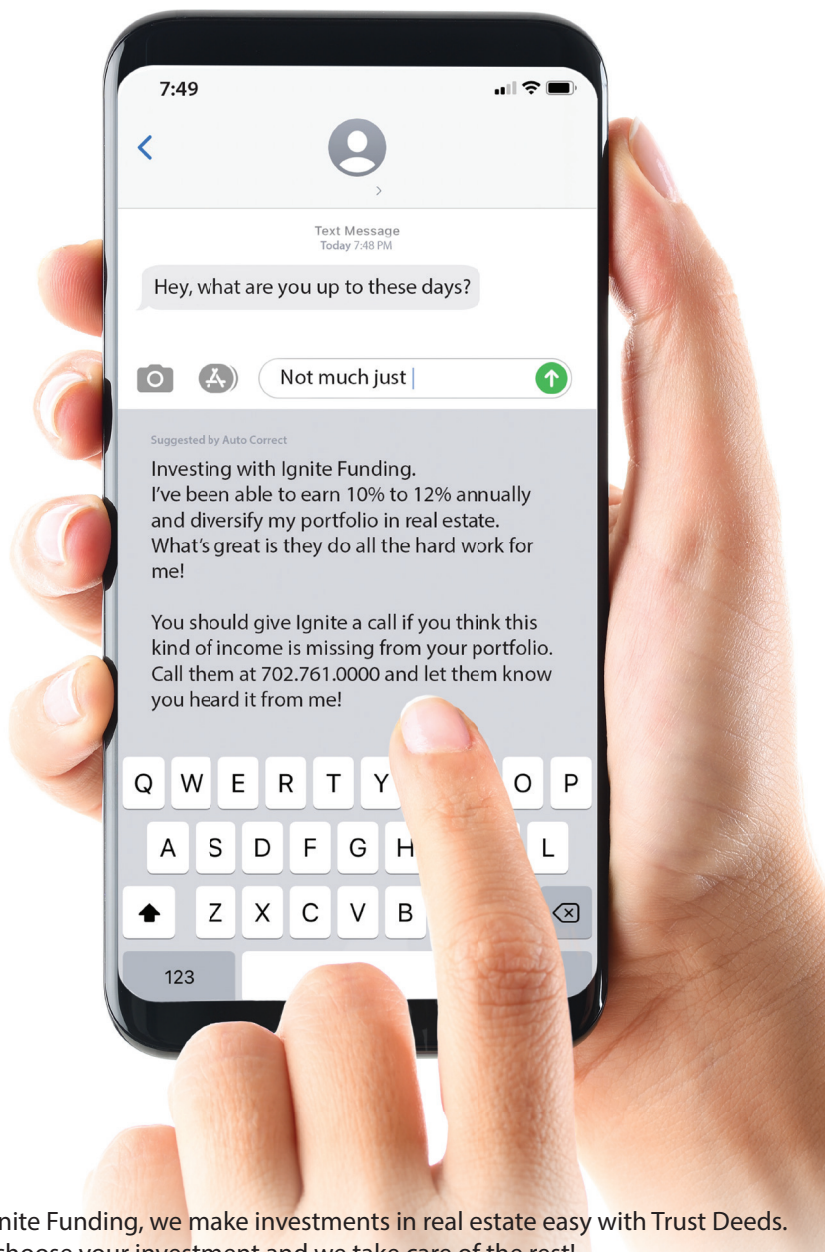 7:49
Text Message
Today 7:48 PM
Hey, what are you up to these days?
Not much just
Suggested by Auto Correct
Investing with Ignite Funding.
I've been able to earn 10% to 12% annually
and diversify my portfolio in real estate.
What's great is they do all the hard work for
me!
You should give Ignite a call if you think this
kind of income is missing from your portfolio.
Call them at 702.761.0000 and let them know
you heard it from me!
Q W E R T Y O P
A S D F G H L
Z X C V B
123
Funding, we make investments in real estate easy with Trust Deeds.
choose your investment and we take care of the rest!